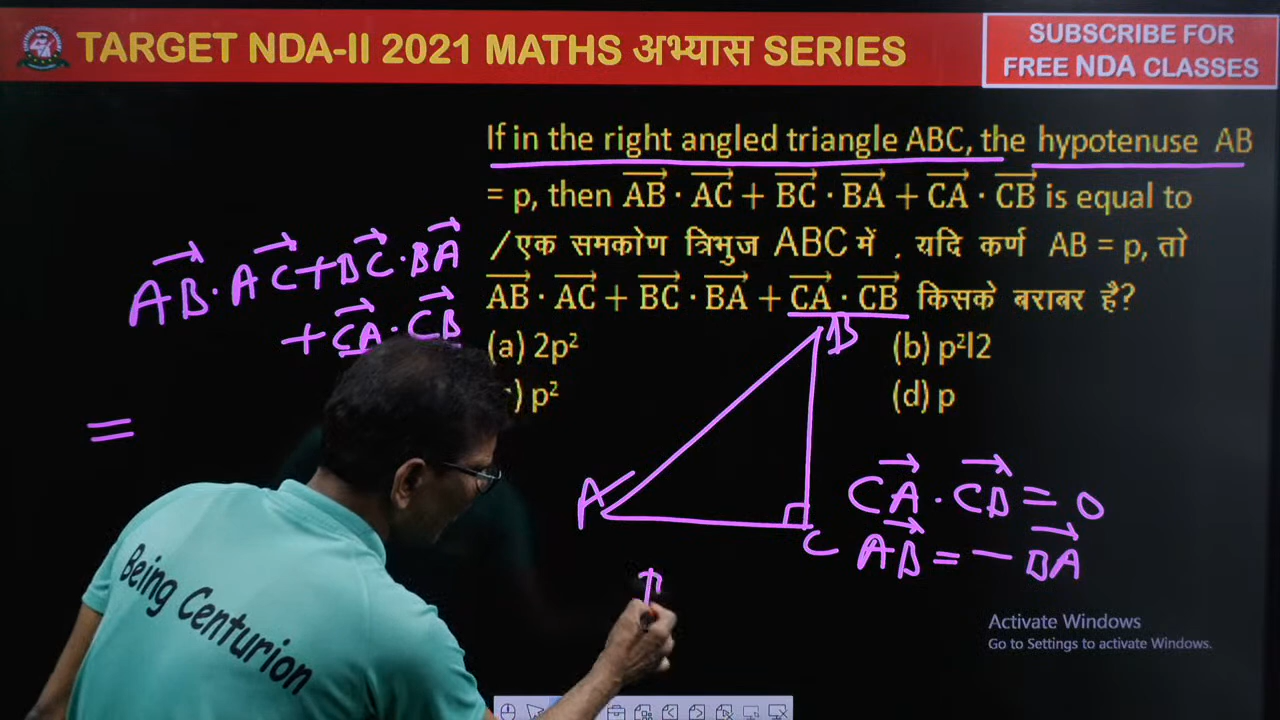 TARGET NDA-II 2021 MATHS अभ्यास SERIES
SUBSCRIBE FOR
FREE NDA CLASSES
If in the right angled triangle ABC, the hypotenuse AB
= p, then AB · AC + BC · BA + CA · CB is equal to
/एक समकोण त्रिभुज ABC में , यदि कर्ण AB = p, तो
AB · AC + BC · BA + CA · CB किसके बराबर है?
(a) 2p² (b) p²l2
) p² (d) p
AB · AC + BC · BA
+ CA · CB
=
B
A
C
CA · CB = 0
AB = − BA
Being Centurion
Activate Windows
Go to Settings to activate Windows.